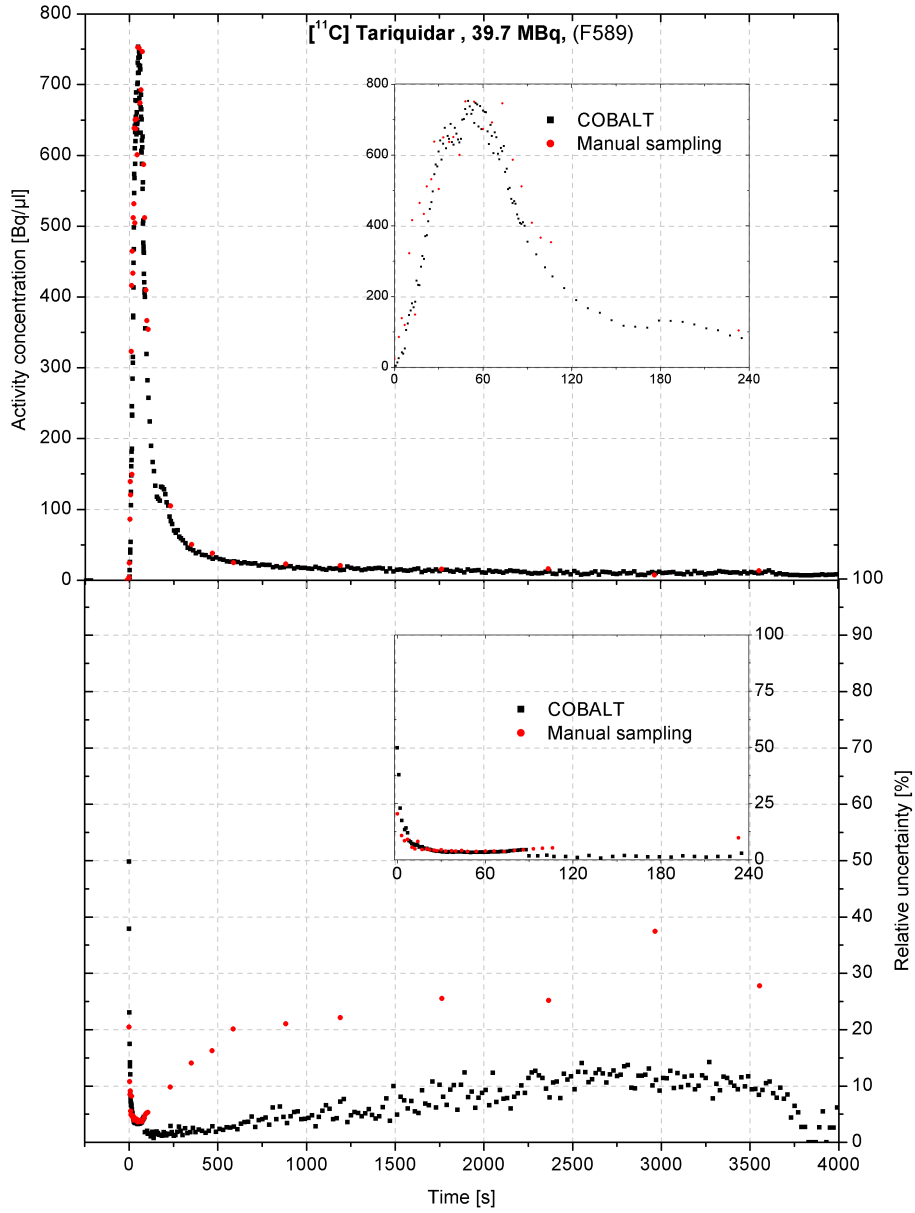 [¹¹C] Tariquidar , 39.7 MBq, (F589)
800
700
600
500
400
300
200
100
0
Activity concentration [Bq/µl]
800
600
400
200
0
0 60 120 180 240
COBALT
Manual sampling
100
90
80
70
60
50
40
30
20
10
0
Relative uncertainty [%]
100
75
50
25
0
0 60 120 180 240
COBALT
Manual sampling
0 500 1000 1500 2000 2500 3000 3500 4000
Time [s]